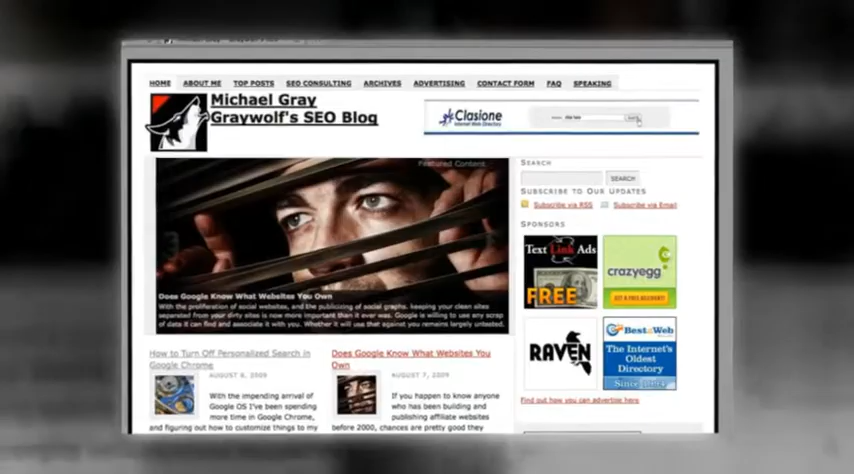 HOME ABOUT ME TOP POSTS SEO CONSULTING ARCHIVES ADVERTISING CONTACT FORM FAQ SPEAKING
Michael Gray
Graywolf's SEO Blog
Clasione
Internet Web Directory
Featured Content
Does Google Know What Websites You Own
With the proliferation of social websites, and the publicizing of social graphs, keeping your clean sites
separated from your dirty sites is now more important than it ever was. Google is willing to use any scrap
of data it can find and associate it with you. Whether it will use that against you remains largely untested.
SEARCH
SEARCH
SUBSCRIBE TO OUR UPDATES
Subscribe via RSS Subscribe via Email
SPONSORS
Text Link Ads
FREE
crazyegg
GET A FREE ACCOUNT!
RAVEN
Best of the Web
The Internet's
Oldest
Directory
Since 1994
Find out how you can advertise here
How to Turn Off Personalized Search in
Google Chrome
AUGUST 8, 2009
With the impending arrival of
Google OS I've been spending
more time in Google Chrome,
and figuring out how to customize things to my
Does Google Know What Websites You
Own
AUGUST 7, 2009
If you happen to know anyone
who has been building and
publishing affiliate websites
before 2000, chances are pretty good they